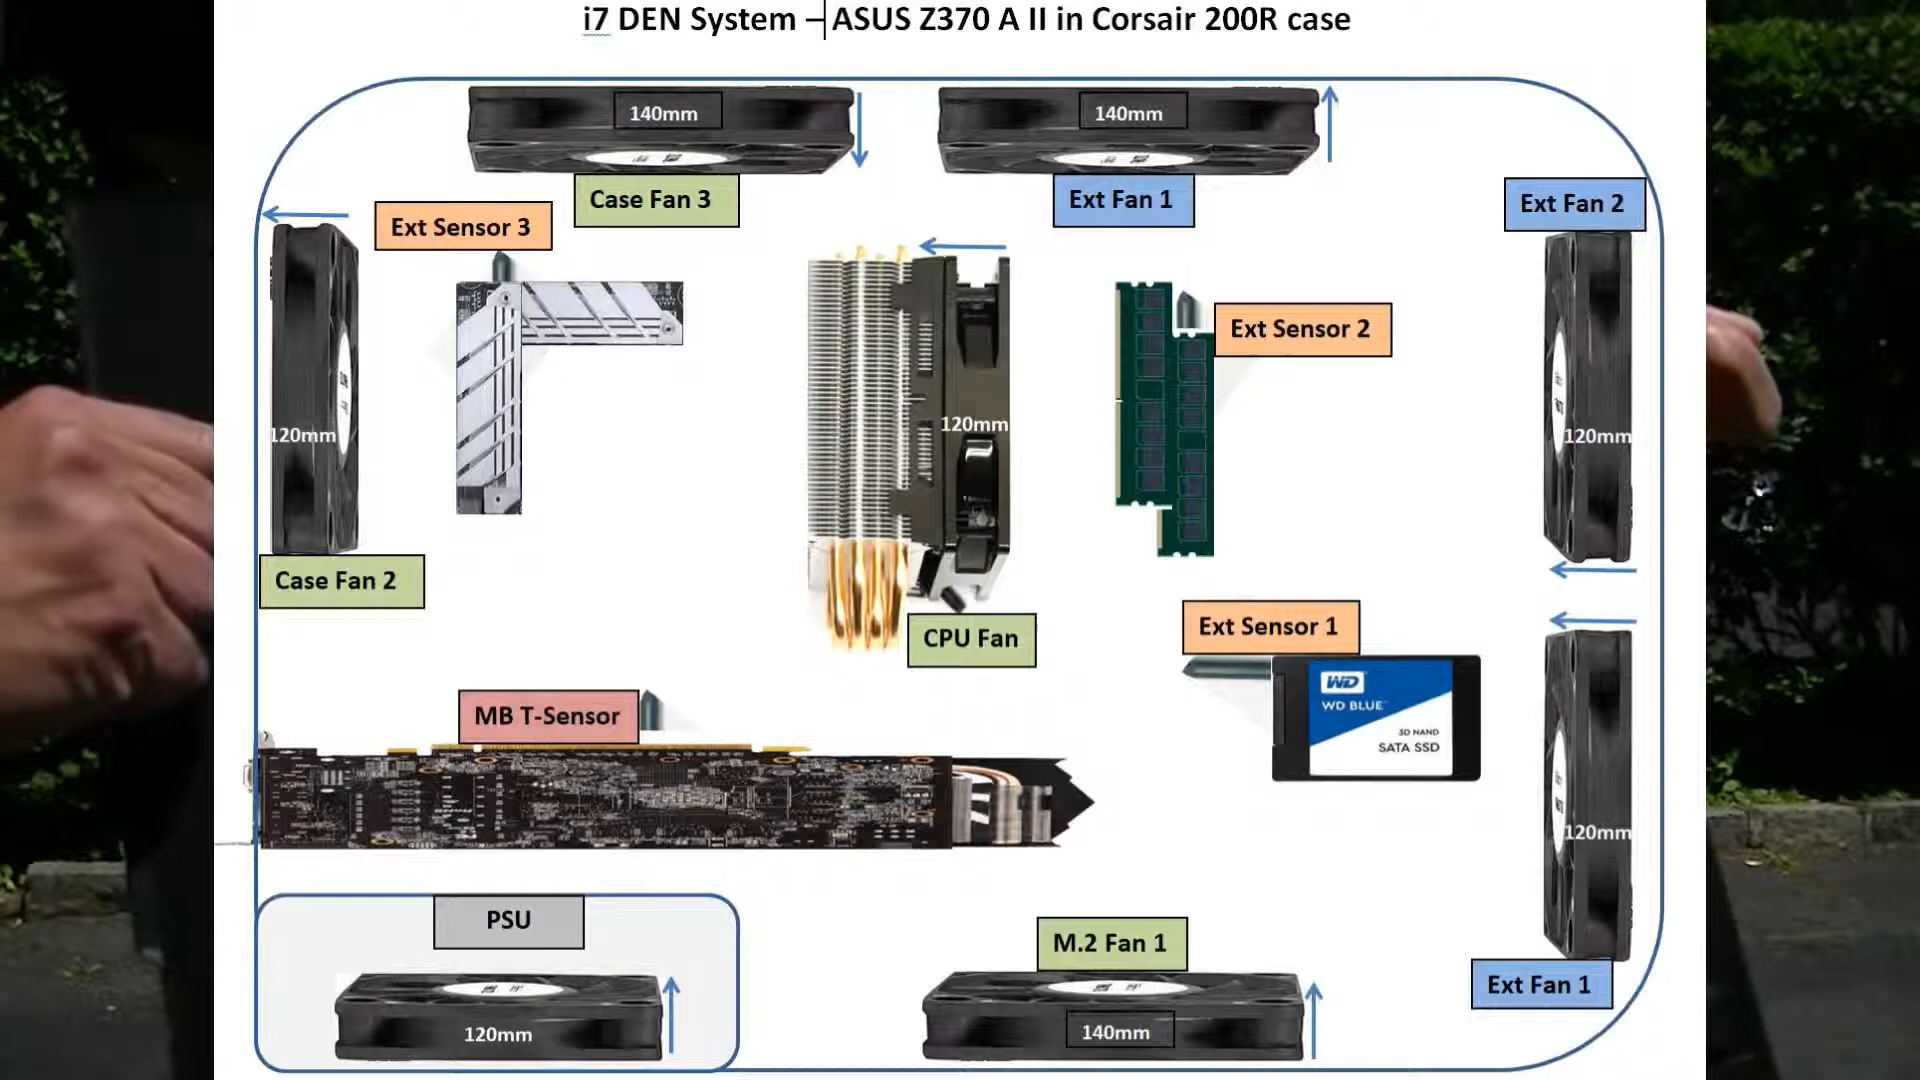 i7 DEN System – ASUS Z370 A II in Corsair 200R case
140mm
140mm
Case Fan 3
Ext Fan 1
Ext Fan 2
Ext Sensor 3
Ext Sensor 2
120mm
120mm
120mm
Case Fan 2
CPU Fan
Ext Sensor 1
WD
WD BLUE
3D NAND
SATA SSD
MB T-Sensor
120mm
PSU
M.2 Fan 1
Ext Fan 1
120mm
140mm